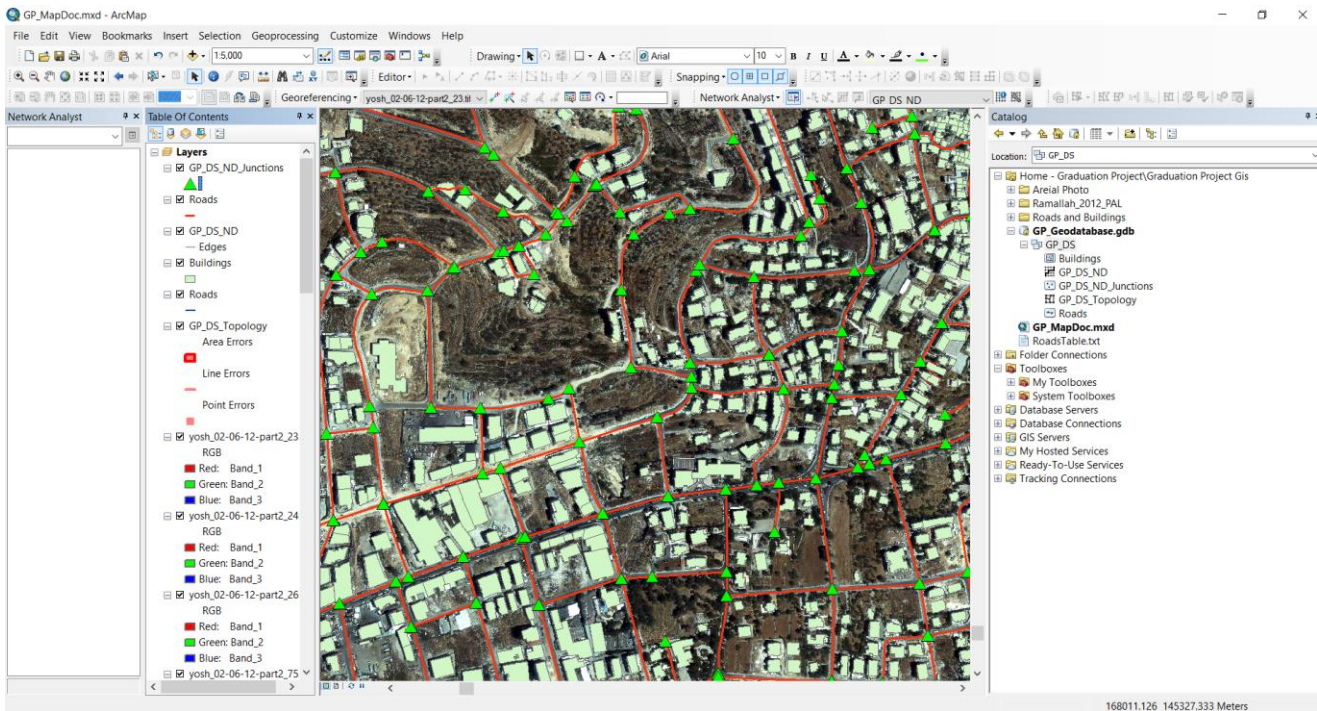 GP_MapDoc.mxd - ArcMap
File Edit View Bookmarks Insert Selection Geoprocessing Customize Windows Help
1:5,000
Drawing
A
Arial
10
B I U A
Editor
Snapping
Georeferencing
yosh_02-06-12-part2_23.tif
Network Analyst
GP_DS_ND
Network Analyst
Table Of Contents
Layers
GP_DS_ND_Junctions
Roads
GP_DS_ND
Edges
Buildings
Roads
GP_DS_Topology
Area Errors
Line Errors
Point Errors
yosh_02-06-12-part2_23
RGB
Red: Band_1
Green: Band_2
Blue: Band_3
yosh_02-06-12-part2_24
RGB
Red: Band_1
Green: Band_2
Blue: Band_3
yosh_02-06-12-part2_26
RGB
Red: Band_1
Green: Band_2
Blue: Band_3
yosh_02-06-12-part2_75
Catalog
Location: GP_DS
Home - Graduation Project\Graduation Project Gis
Areial Photo
Ramallah_2012_PAL
Roads and Buildings
GP_Geodatabase.gdb
GP_DS
Buildings
GP_DS_ND
GP_DS_ND_Junctions
GP_DS_Topology
Roads
GP_MapDoc.mxd
RoadsTable.txt
Folder Connections
Toolboxes
My Toolboxes
System Toolboxes
Database Servers
Database Connections
GIS Servers
My Hosted Services
Ready-To-Use Services
Tracking Connections
168011.126 145327.333 Meters